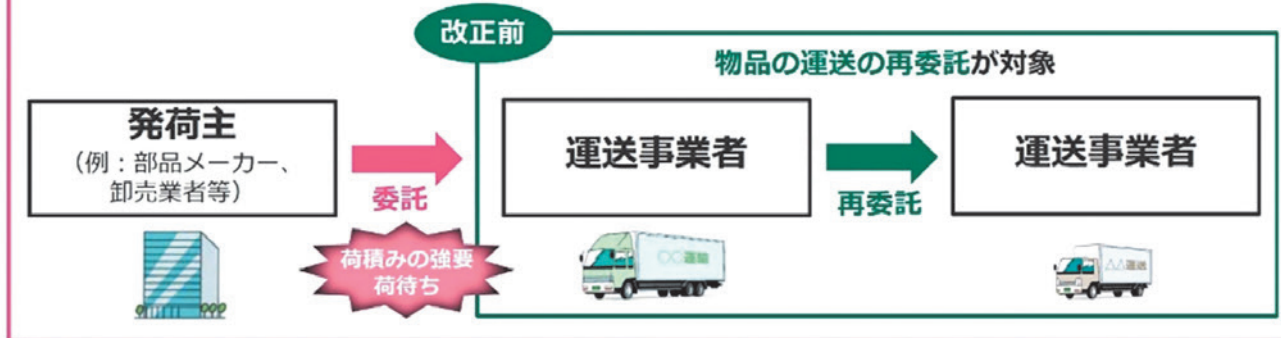 改正前
物品の運送の再委託が対象
発荷主
（例：部品メーカー、
卸売業者等）
委託
荷積みの強要
荷待ち
運送事業者
〇〇運輸
再委託
運送事業者
△△運送